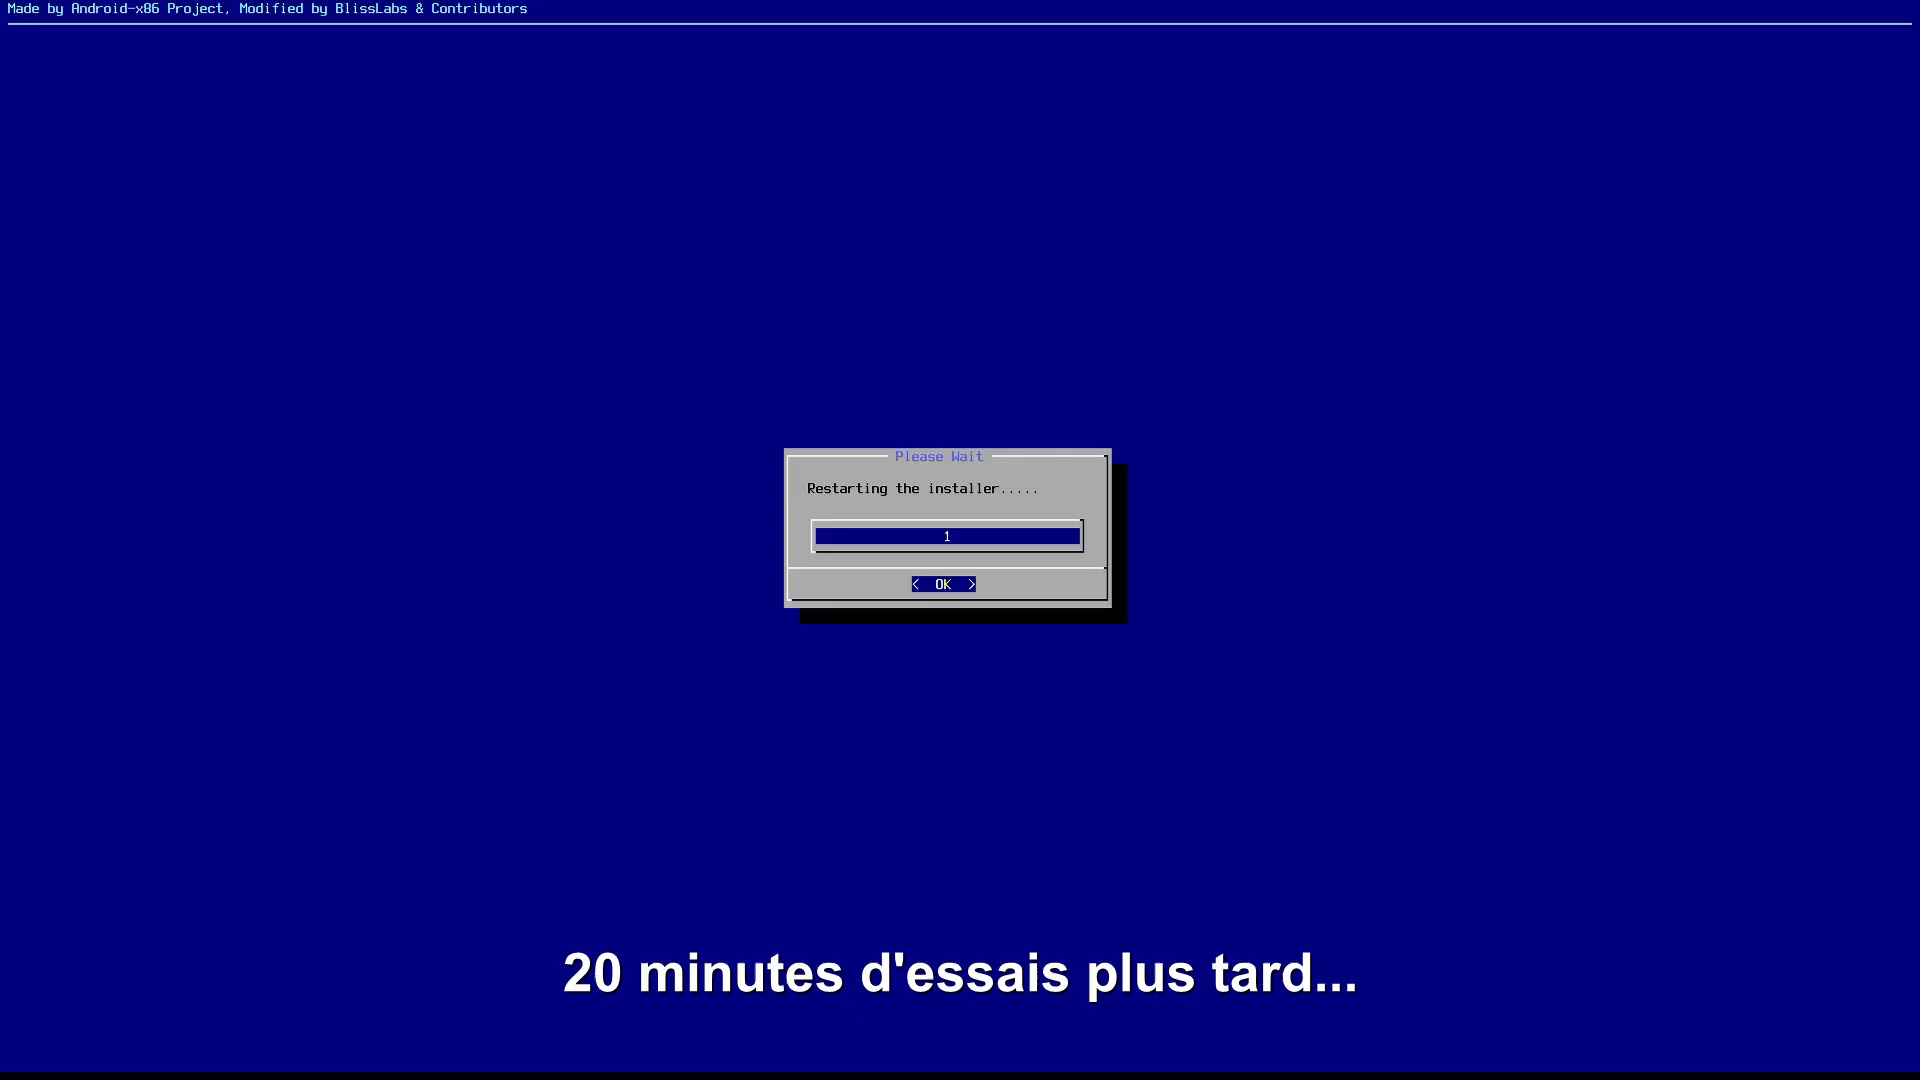 Made by Android-x86 Project, Modified by BlissLabs & Contributors
Please Wait
Restarting the installer.....
1
< OK >
20 minutes d'essais plus tard...